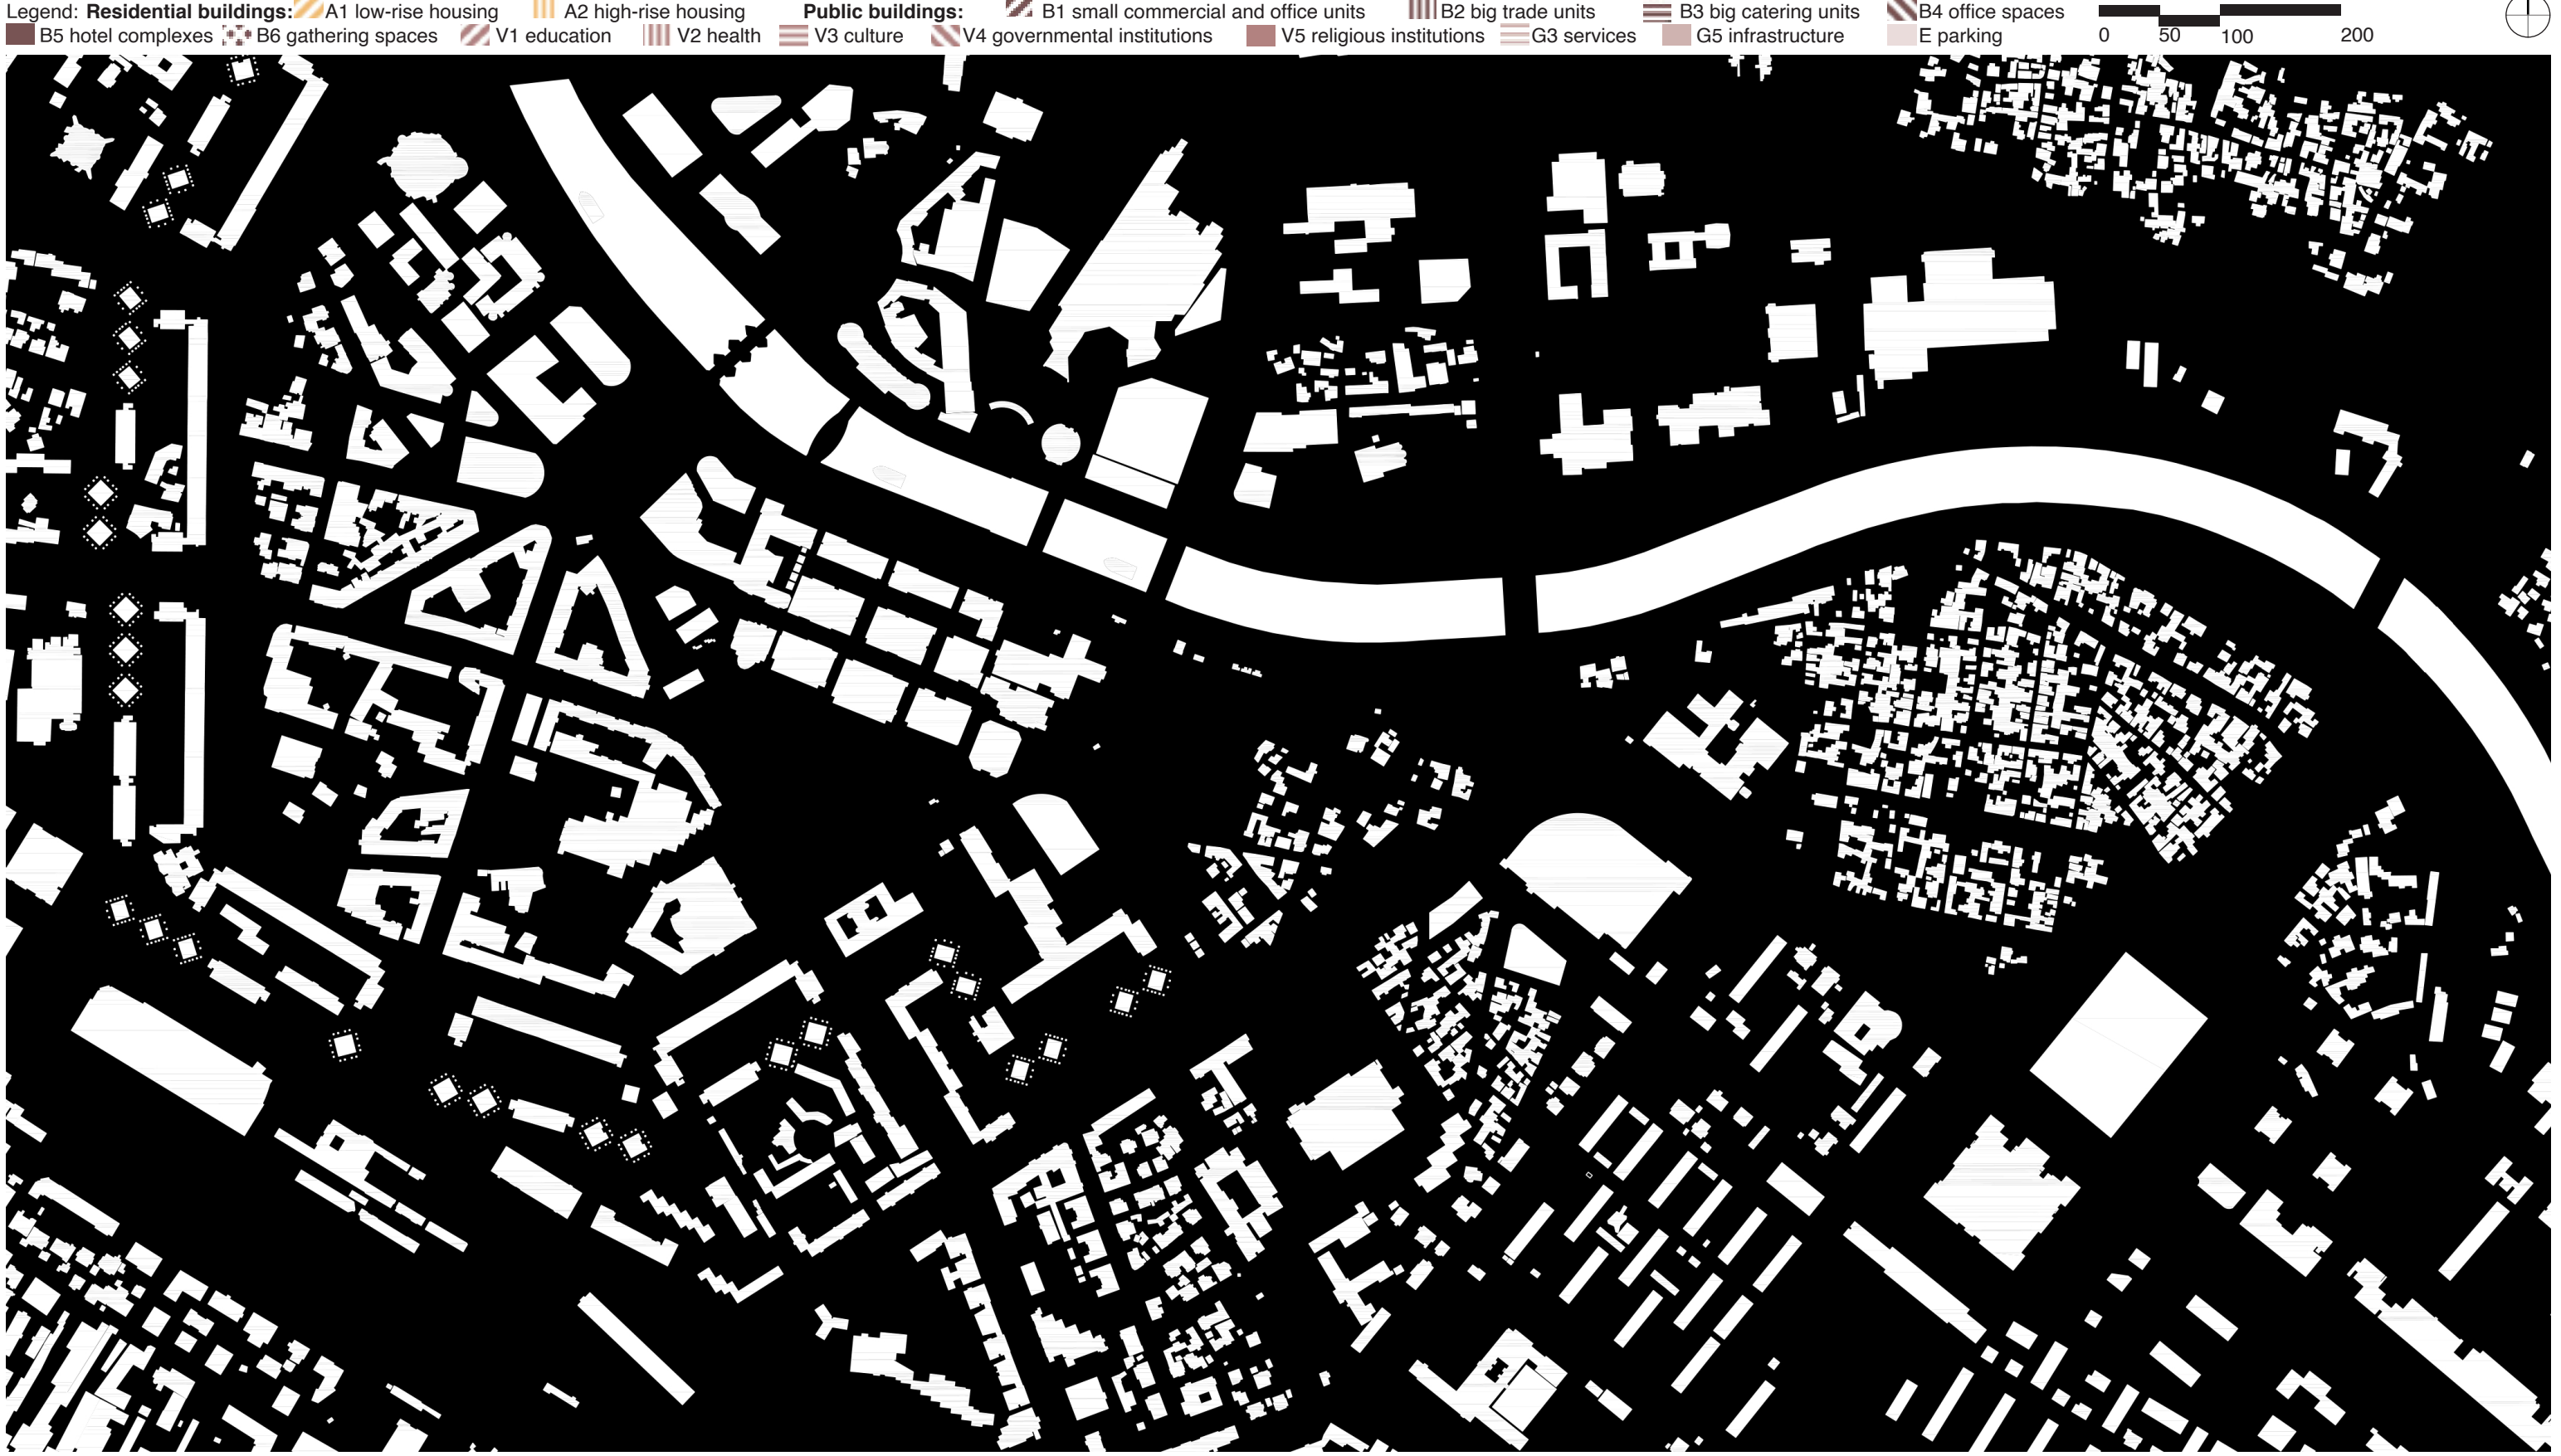 Legend: Residential buildings: A1 low-rise housing A2 high-rise housing Public buildings: B1 small commercial and office units B2 big trade units B3 big catering units B4 office spaces
B5 hotel complexes B6 gathering spaces V1 education V2 health V3 culture V4 governmental institutions V5 religious institutions G3 services G5 infrastructure E parking
0 50 100 200